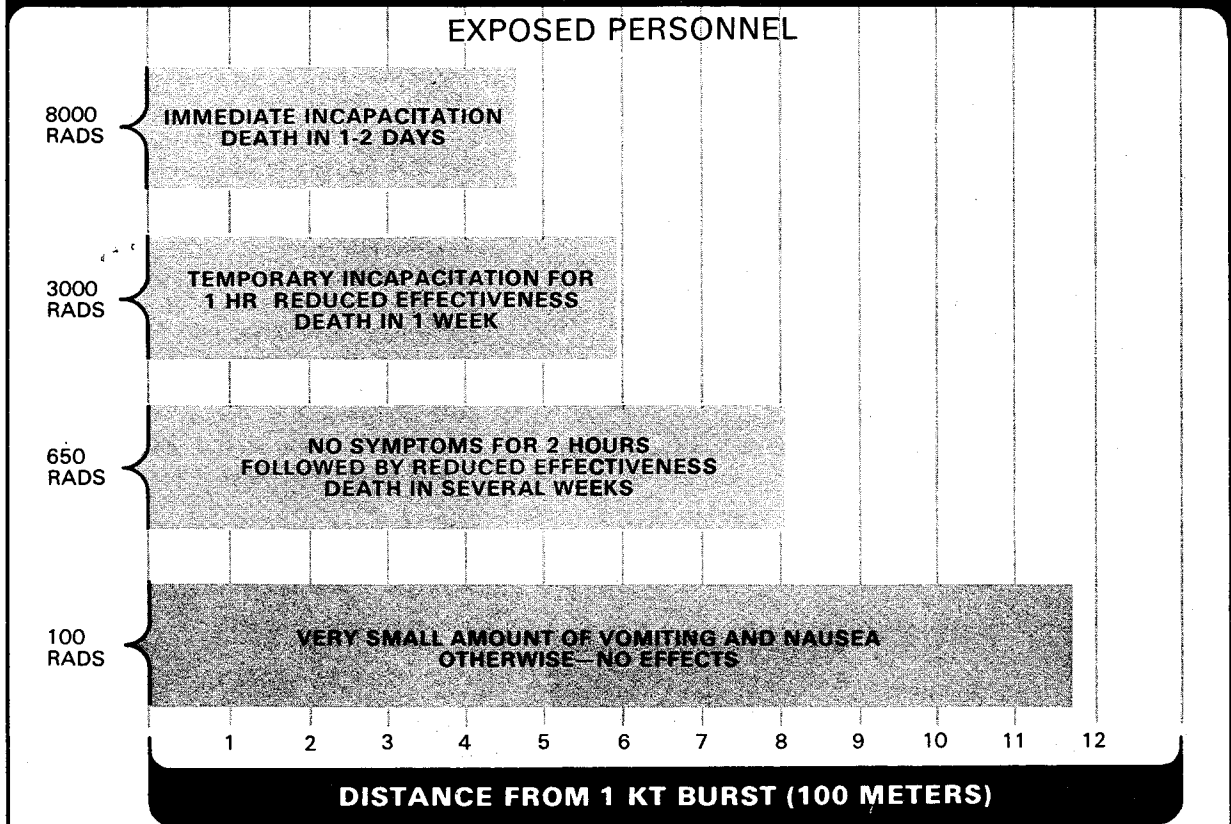 EXPOSED PERSONNEL
8000
RADS
IMMEDIATE INCAPACITATION
DEATH IN 1-2 DAYS
3000
RADS
TEMPORARY INCAPACITATION FOR
1 HR REDUCED EFFECTIVENESS
DEATH IN 1 WEEK
650
RADS
NO SYMPTOMS FOR 2 HOURS
FOLLOWED BY REDUCED EFFECTIVENESS
DEATH IN SEVERAL WEEKS
100
RADS
VERY SMALL AMOUNT OF VOMITING AND NAUSEA
OTHERWISE—NO EFFECTS
1 2 3 4 5 6 7 8 9 10 11 12
DISTANCE FROM 1 KT BURST (100 METERS)